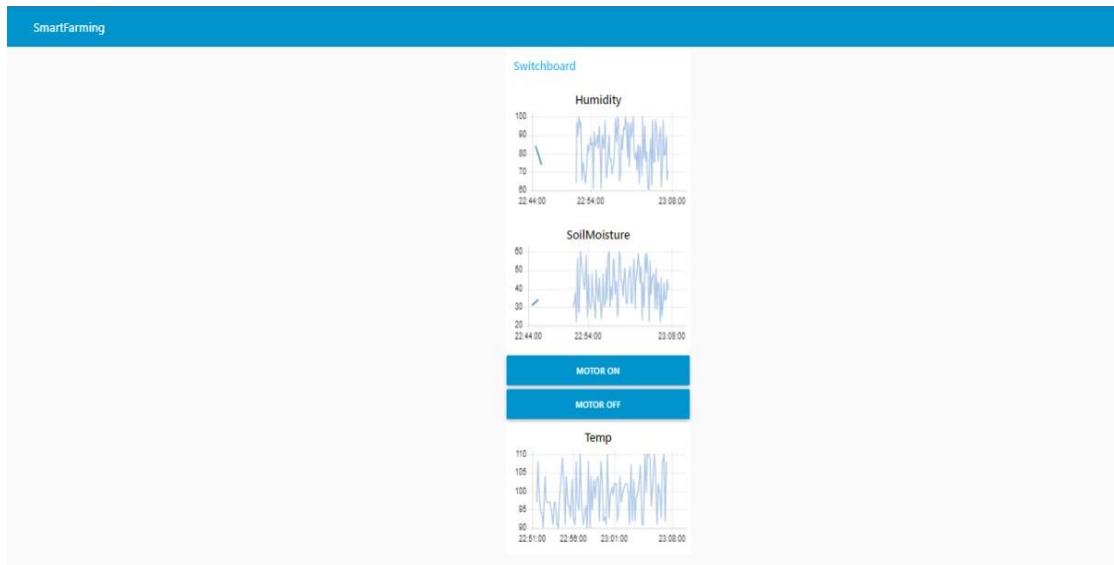 SmartFarming
Switchboard
Humidity
100
90
80
70
60
22:44:00 22:54:00 23:08:00
SoilMoisture
60
50
40
30
20
22:44:00 22:54:00 23:08:00
MOTOR ON
MOTOR OFF
Temp
110
105
100
95
90
22:51:00 22:56:00 23:01:00 23:08:00